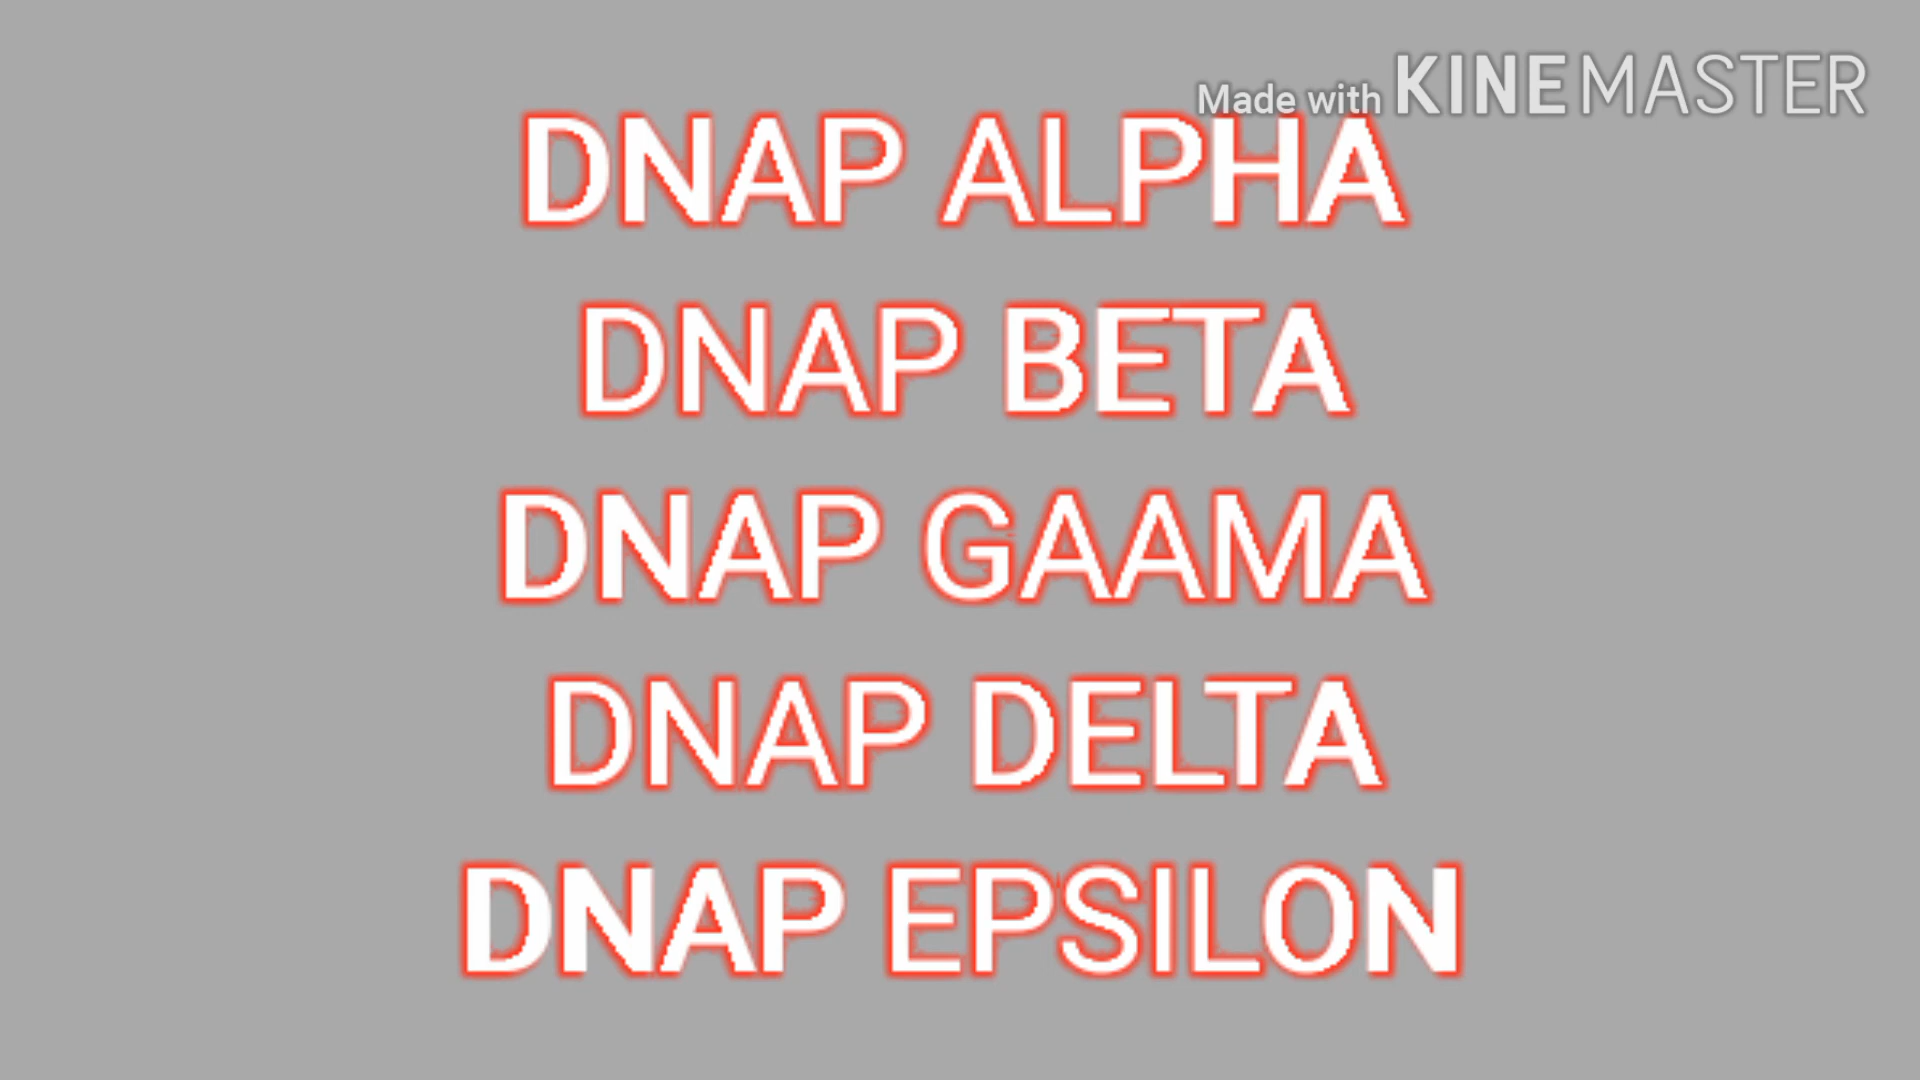 Made with KINEMASTER
DNAP ALPHA
DNAP BETA
DNAP GAAMA
DNAP DELTA
DNAP EPSILON